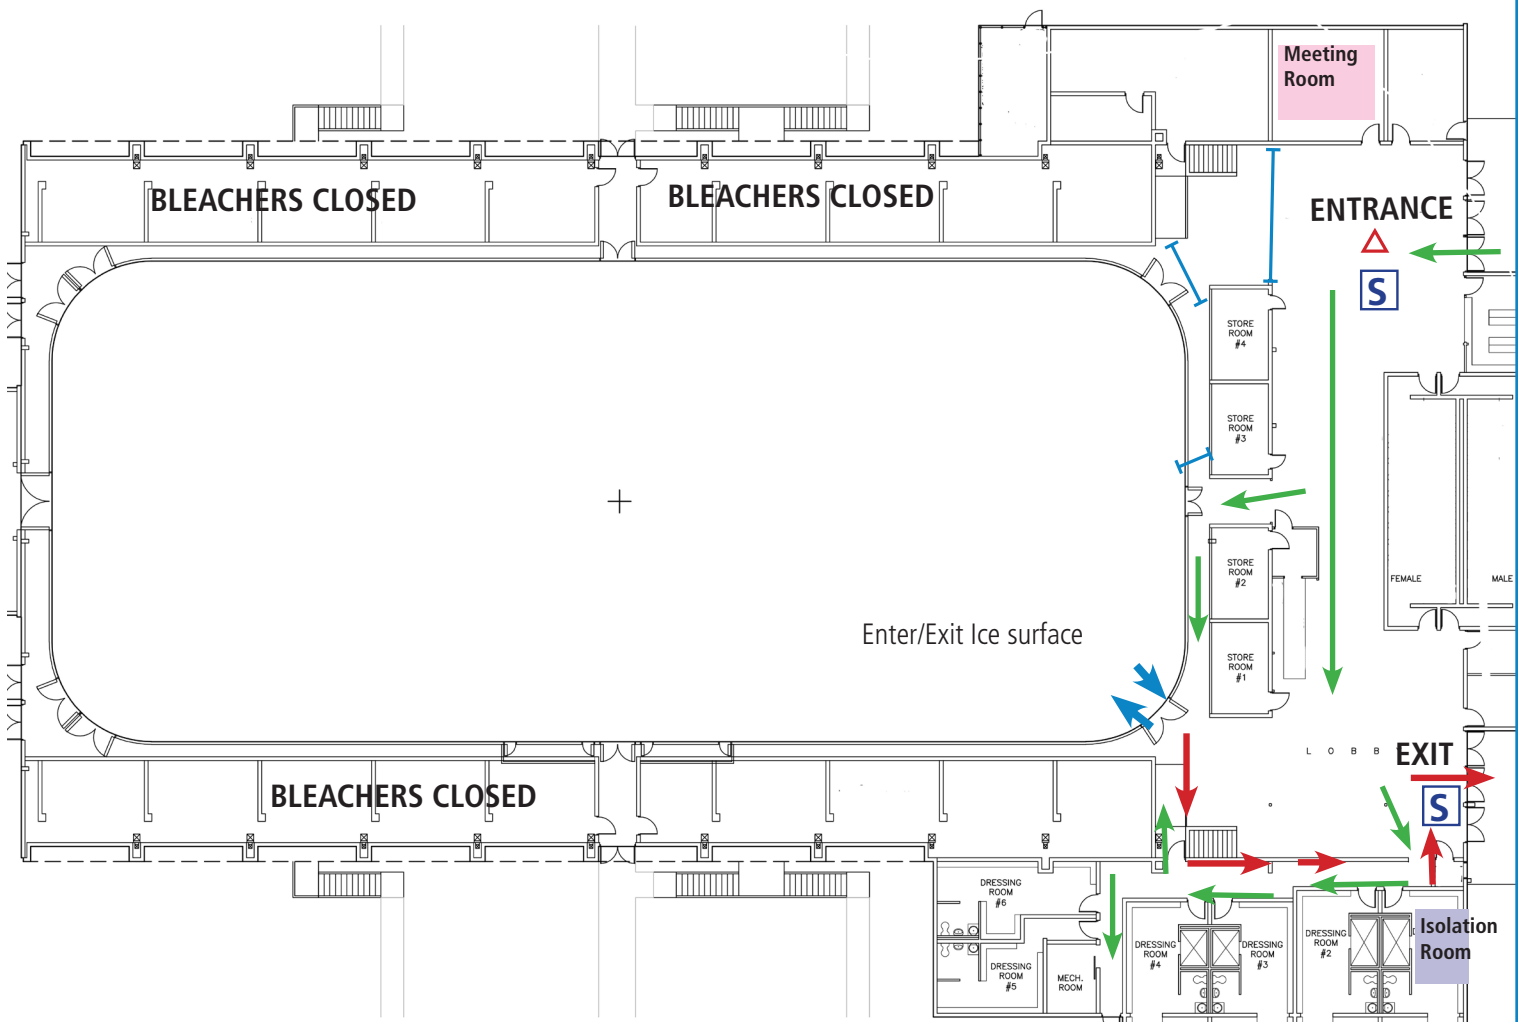 Meeting
Room
BLEACHERS CLOSED
BLEACHERS CLOSED
ENTRANCE
S
STORE
ROOM
#4
STORE
ROOM
#3
STORE
ROOM
#2
FEMALE
MALE
Enter/Exit Ice surface
STORE
ROOM
#1
L O B B
EXIT
BLEACHERS CLOSED
S
DRESSING
ROOM
#6
Isolation
Room
DRESSING
ROOM
#2
DRESSING
ROOM
#4
DRESSING
ROOM
#3
DRESSING
ROOM
#5
MECH.
ROOM